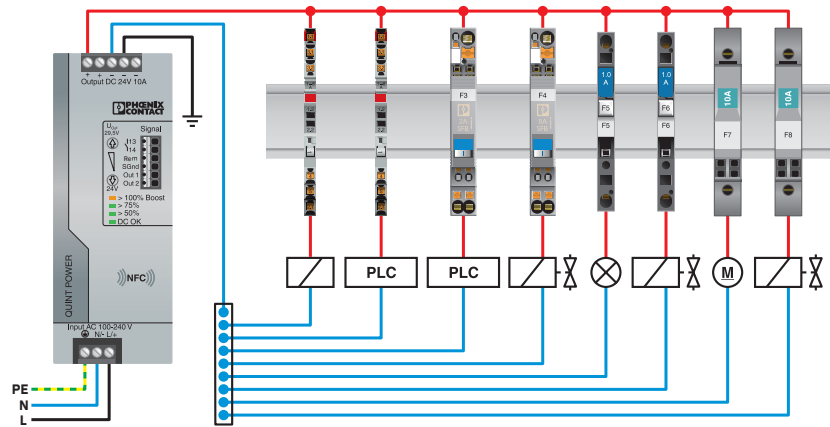 + + − − −
Output DC 24V 10A
PHOENIX
CONTACT
UOut
29,5V
24V
Signal
13
14
Rem
SGnd
Out 1
Out 2
> 100% Boost
> 75%
> 50%
DC OK
QUINT POWER
NFC
Input AC 100-240 V
N/- L/+
PE
N
L
F3
F4
1.0
A
F5
F5
1.0
A
F6
F6
10A
F7
10A
F8
PLC
PLC
M